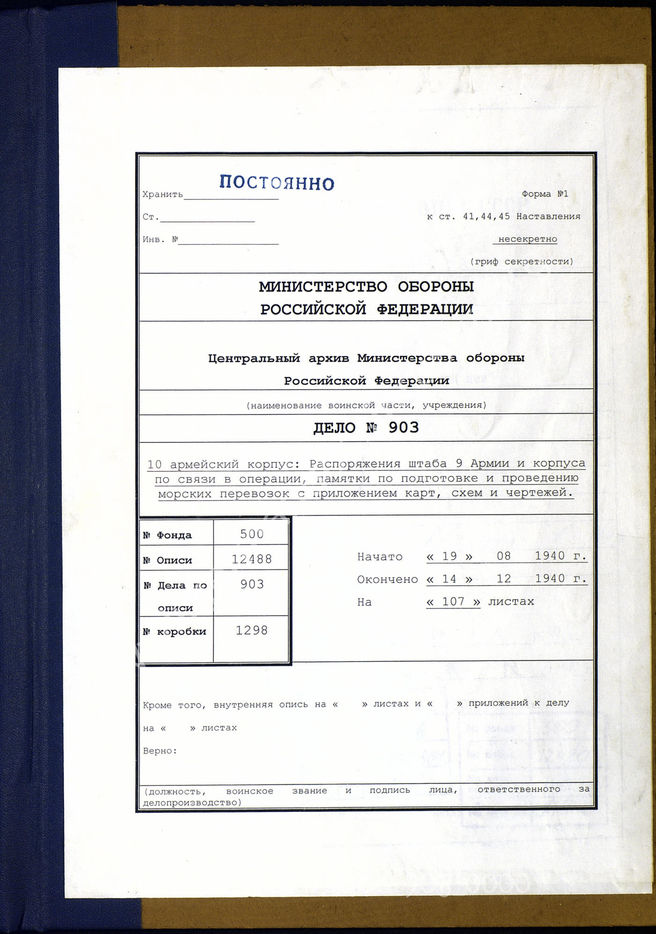 ПОСТОЯННО
Хранить
Форма №1
Ст.
к ст. 41,44,45 Наставления
Инв. №
несекретно
(гриф секретности)
МИНИСТЕРСТВО ОБОРОНЫ
РОССИЙСКОЙ ФЕДЕРАЦИИ
Центральный архив Министерства обороны
Российской Федерации
(наименование воинской части, учреждения)
ДЕЛО № 903
10 армейский корпус: Распоряжения штаба 9 Армии и корпуса
по связи в операции, памятки по подготовке и проведению
морских перевозок с приложением карт, схем и чертежей.
№ Фонда 500
№ Описи 12488
№ Дела по 903
описи
№ коробки 1298
Начато « 19 » 08 1940 г.
Окончено « 14 » 12 1940 г.
На « 107 » листах
Кроме того, внутренняя опись на « » листах и « » приложений к делу
на « » листах
Верно:
(должность, воинское звание и подпись лица, ответственного за
делопроизводство)